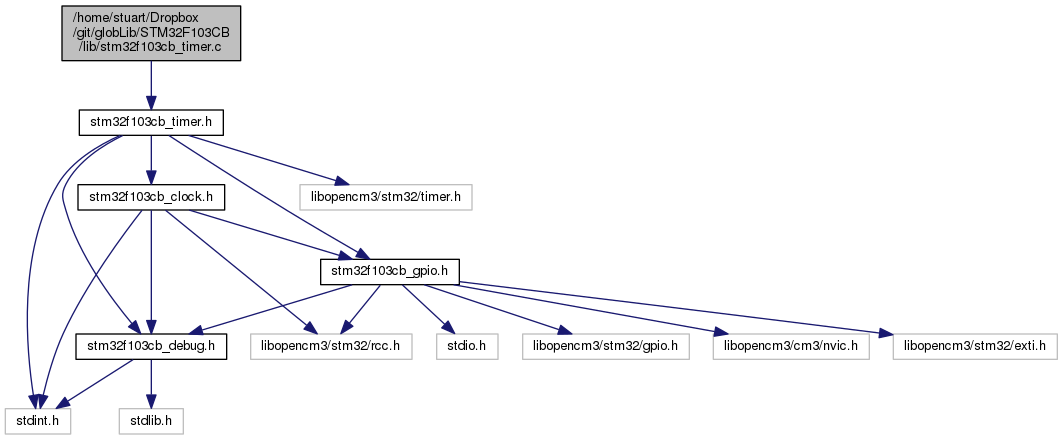 /home/stuart/Dropbox
/git/globLib/STM32F103CB
/lib/stm32f103cb_timer.c
stm32f103cb_timer.h
stm32f103cb_clock.h
libopencm3/stm32/timer.h
stm32f103cb_gpio.h
stm32f103cb_debug.h
libopencm3/stm32/rcc.h
stdio.h
libopencm3/stm32/gpio.h
libopencm3/cm3/nvic.h
libopencm3/stm32/exti.h
stdint.h
stdlib.h